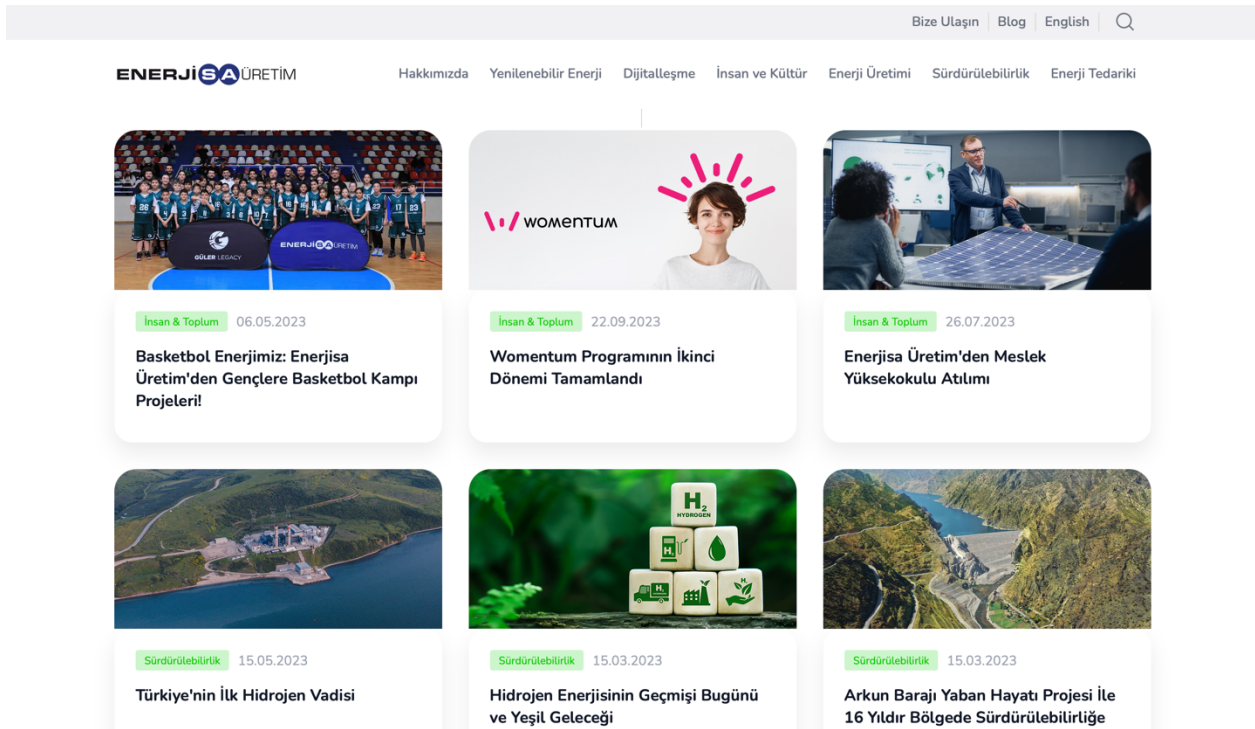 Bize Ulaşın Blog English
ENERJiSA ÜRETİM
Hakkımızda Yenilenebilir Enerji Dijitalleşme İnsan ve Kültür Enerji Üretimi Sürdürülebilirlik Enerji Tedariki
GÜLER LEGACY
ENERJiSA ÜRETİM
İnsan & Toplum 06.05.2023
Basketbol Enerjimiz: Enerjisa
Üretim'den Gençlere Basketbol Kampı
Projeleri!
WOMENTUM
İnsan & Toplum 22.09.2023
Womentum Programının İkinci
Dönemi Tamamlandı
İnsan & Toplum 26.07.2023
Enerjisa Üretim'den Meslek
Yüksekokulu Atılımı
Sürdürülebilirlik 15.05.2023
Türkiye'nin İlk Hidrojen Vadisi
H2
HYDROGEN
Sürdürülebilirlik 15.03.2023
Hidrojen Enerjisinin Geçmişi Bugünü
ve Yeşil Geleceği
Sürdürülebilirlik 15.03.2023
Arkun Barajı Yaban Hayatı Projesi İle
16 Yıldır Bölgede Sürdürülebilirliğe